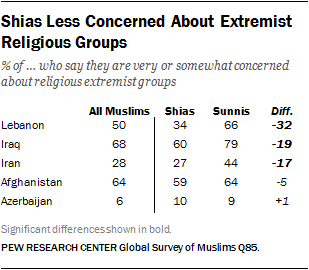 Shias Less Concerned About Extremist
Religious Groups
% of ... who say they are very or somewhat concerned
about religious extremist groups
All Muslims Shias Sunnis Diff.
Lebanon 50 34 66 -32
Iraq 68 60 79 -19
Iran 28 27 44 -17
Afghanistan 64 59 64 -5
Azerbaijan 6 10 9 +1
Significant differences shown in bold.
PEW RESEARCH CENTER Global Survey of Muslims Q85.